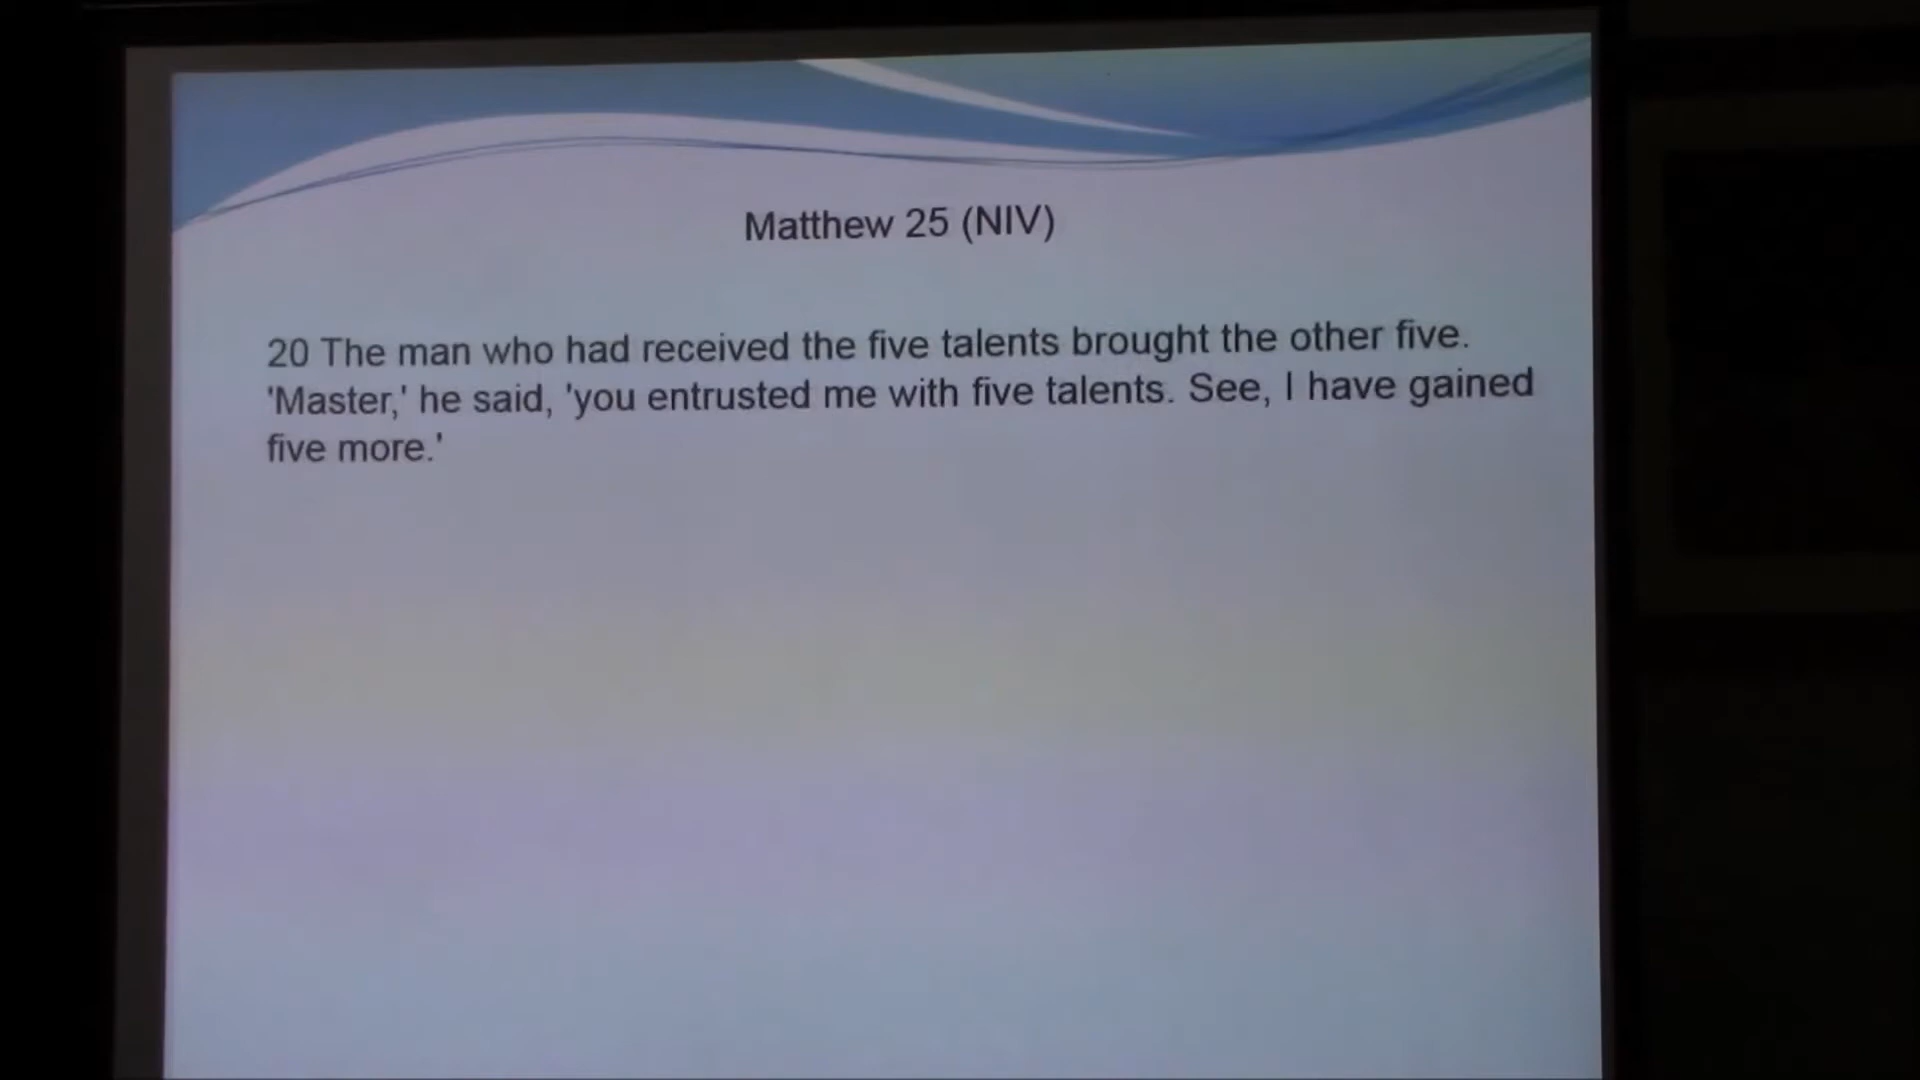 Matthew 25 (NIV)
20 The man who had received the five talents brought the other five.
'Master,' he said, 'you entrusted me with five talents. See, I have gained
five more.'